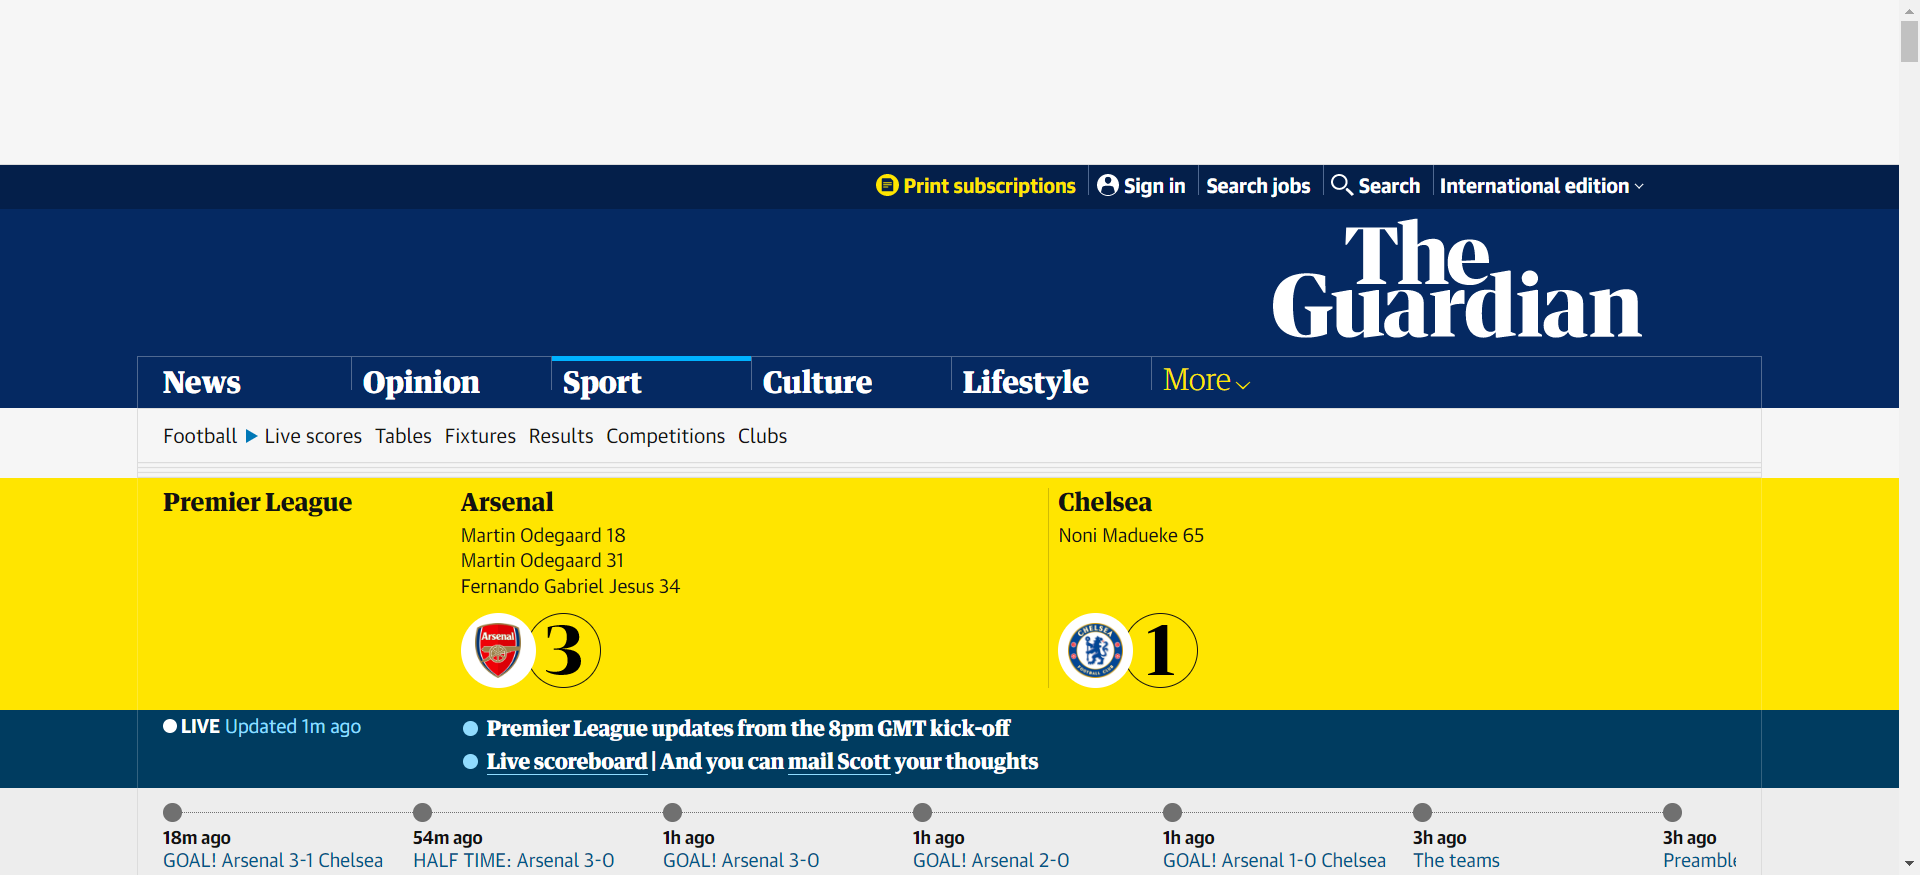 Print subscriptions
Sign in
Search jobs
Search
International edition
The
Guardian
News
Opinion
Sport
Culture
Lifestyle
More
Football
Live scores
Tables
Fixtures
Results
Competitions
Clubs
Premier League
Arsenal
Martin Odegaard 18
Martin Odegaard 31
Fernando Gabriel Jesus 34
Arsenal
3
Chelsea
Noni Madueke 65
CHELSEA
FOOTBALL CLUB
1
LIVE Updated 1m ago
Premier League updates from the 8pm GMT kick-off
Live scoreboard | And you can mail Scott your thoughts
18m ago
GOAL! Arsenal 3-1 Chelsea
54m ago
HALF TIME: Arsenal 3-0
1h ago
GOAL! Arsenal 3-0
1h ago
GOAL! Arsenal 2-0
1h ago
GOAL! Arsenal 1-0 Chelsea
3h ago
The teams
3h ago
Preamble